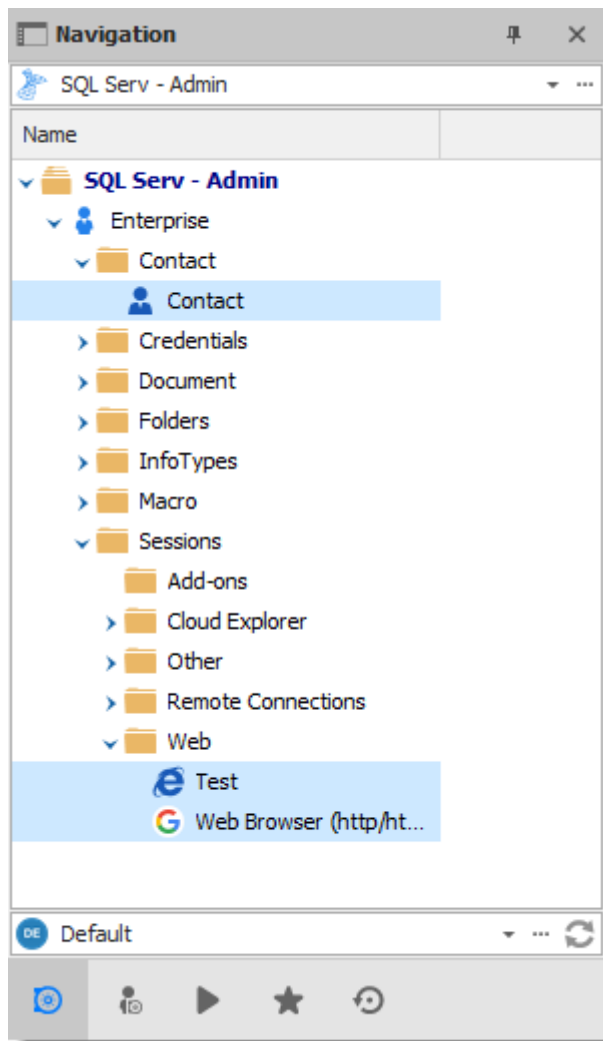 Navigation
SQL Serv - Admin
Name
SQL Serv - Admin
Enterprise
Contact
Contact
Credentials
Document
Folders
InfoTypes
Macro
Sessions
Add-ons
Cloud Explorer
Other
Remote Connections
Web
Test
Web Browser (http/ht...
DE Default